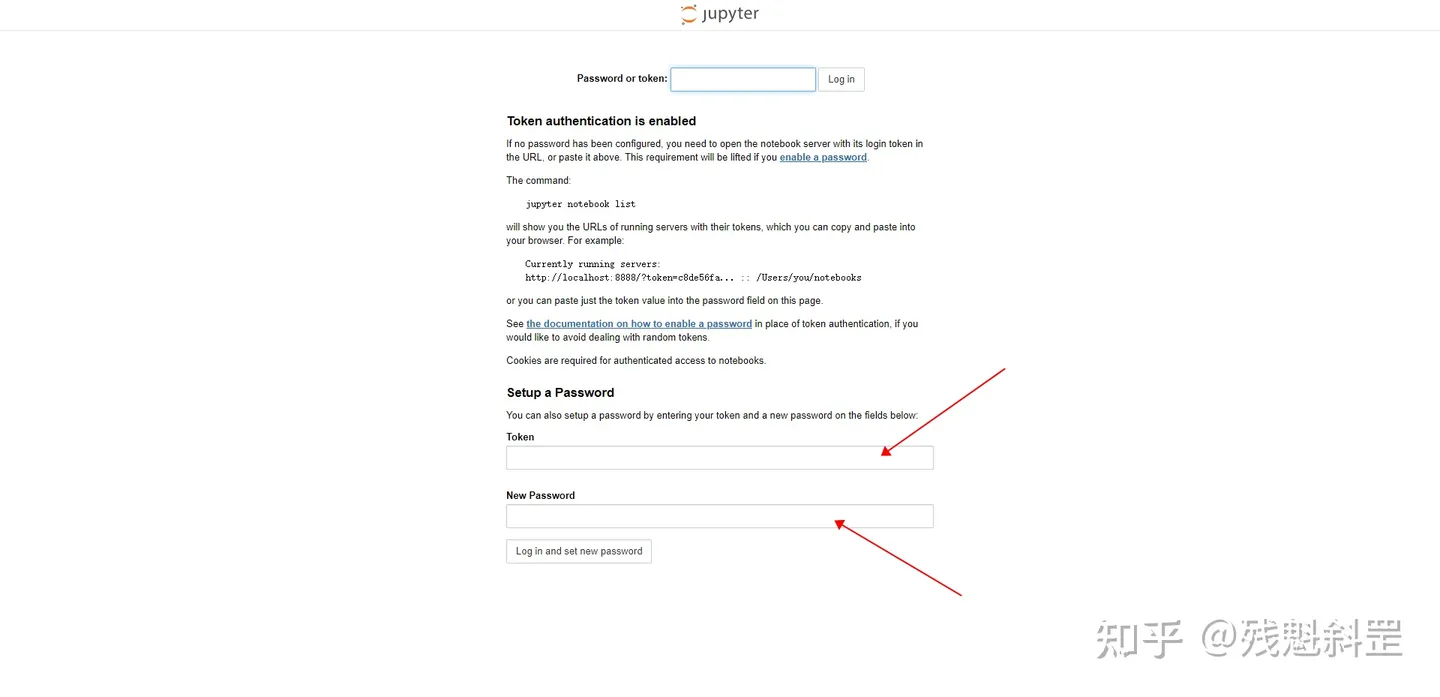 jupyter
Password or token: Log in
Token authentication is enabled
If no password has been configured, you need to open the notebook server with its login token in
the URL, or paste it above. This requirement will be lifted if you enable a password.
The command:
jupyter notebook list
will show you the URLs of running servers with their tokens, which you can copy and paste into
your browser. For example:
Currently running servers:
http://localhost:8888/?token=c8de56fa... :: /Users/you/notebooks
or you can paste just the token value into the password field on this page.
See the documentation on how to enable a password in place of token authentication, if you
would like to avoid dealing with random tokens.
Cookies are required for authenticated access to notebooks.
Setup a Password
You can also setup a password by entering your token and a new password on the fields below:
Token
New Password
Log in and set new password
知乎 @残魁斜罡